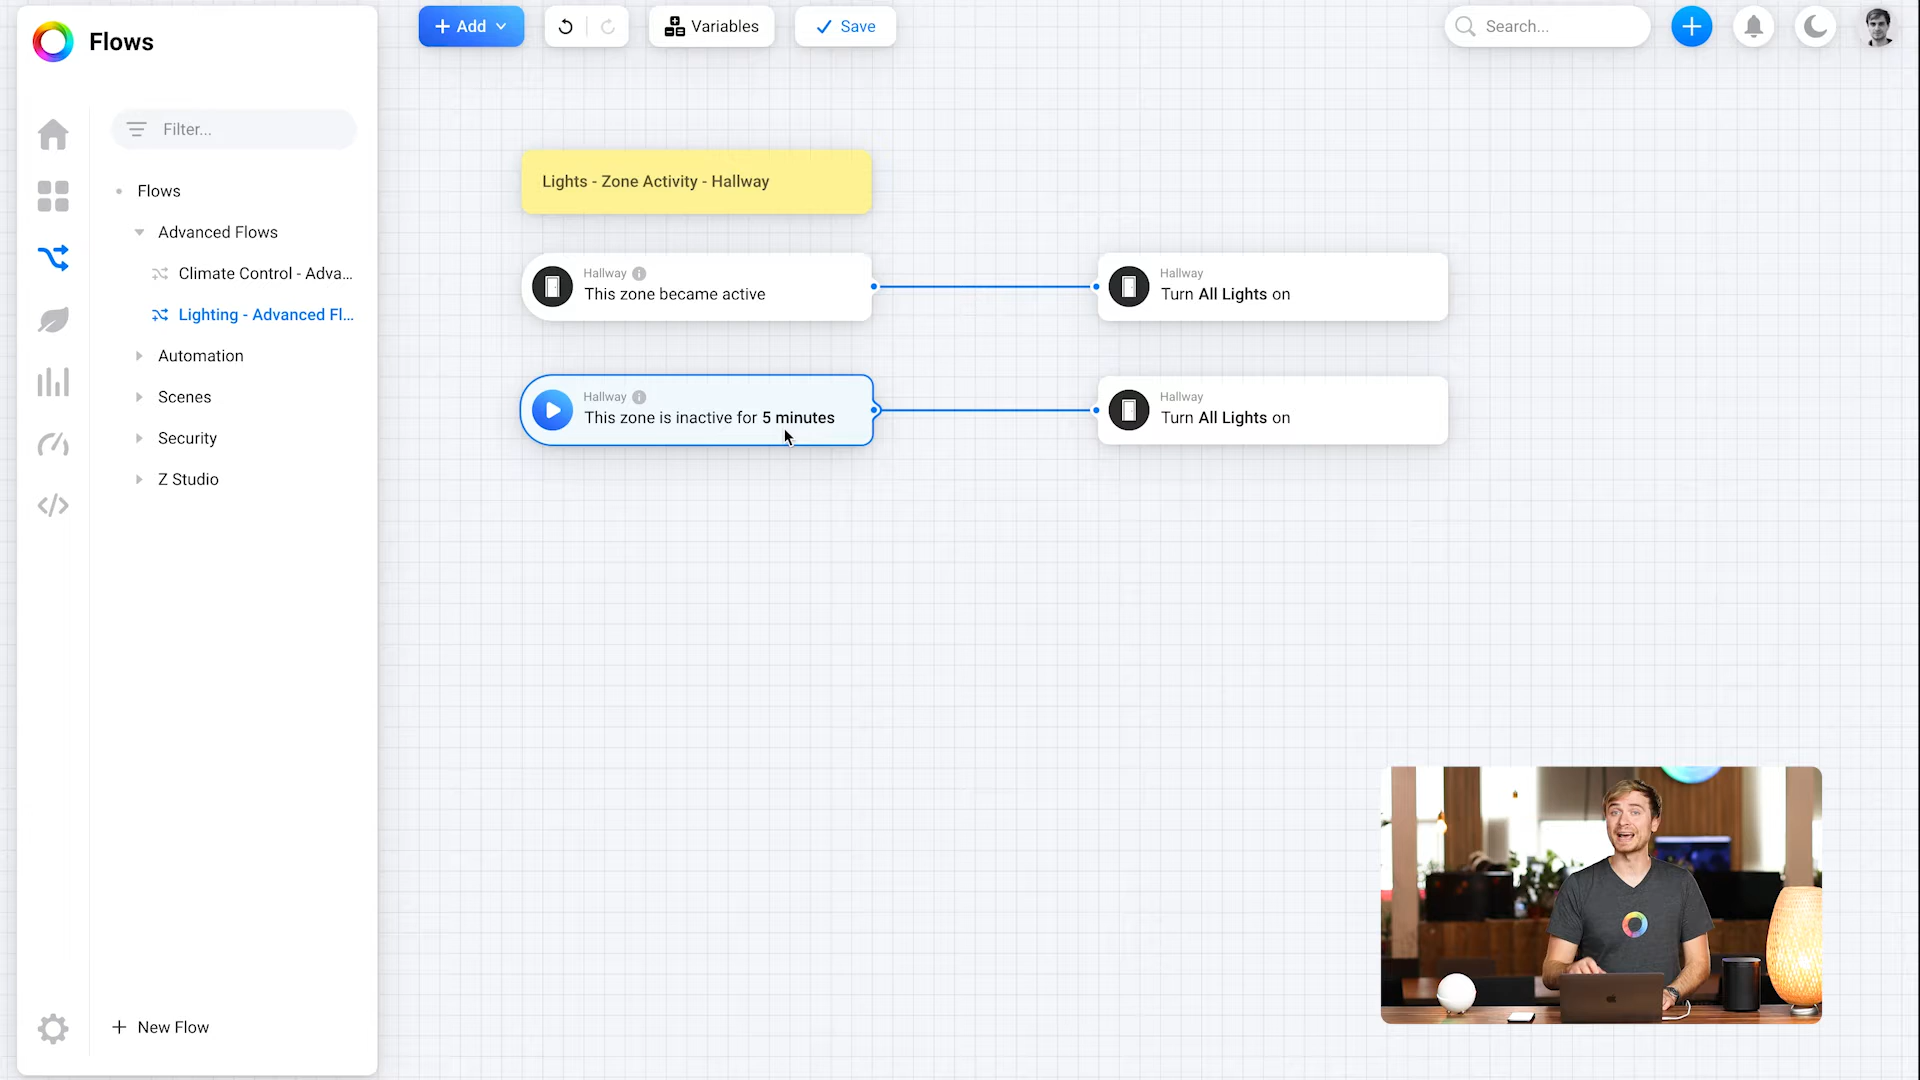 Flows
Add
Variables
Save
Search...
Filter...
Flows
Advanced Flows
Climate Control - Adva...
Lighting - Advanced Fl...
Automation
Scenes
Security
Z Studio
New Flow
Lights - Zone Activity - Hallway
Hallway
This zone became active
Hallway
Turn All Lights on
Hallway
This zone is inactive for 5 minutes
Hallway
Turn All Lights on